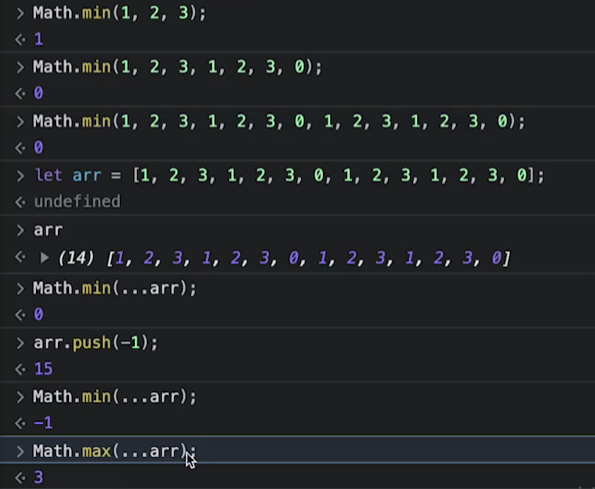 > Math.min(1, 2, 3);
<· 1
> Math.min(1, 2, 3, 1, 2, 3, 0);
<· 0
> Math.min(1, 2, 3, 1, 2, 3, 0, 1, 2, 3, 1, 2, 3, 0);
<· 0
> let arr = [1, 2, 3, 1, 2, 3, 0, 1, 2, 3, 1, 2, 3, 0];
<· undefined
> arr
<· ▶ (14) [1, 2, 3, 1, 2, 3, 0, 1, 2, 3, 1, 2, 3, 0]
> Math.min(...arr);
<· 0
> arr.push(-1);
<· 15
> Math.min(...arr);
<· -1
> Math.max(...arr);
<· 3